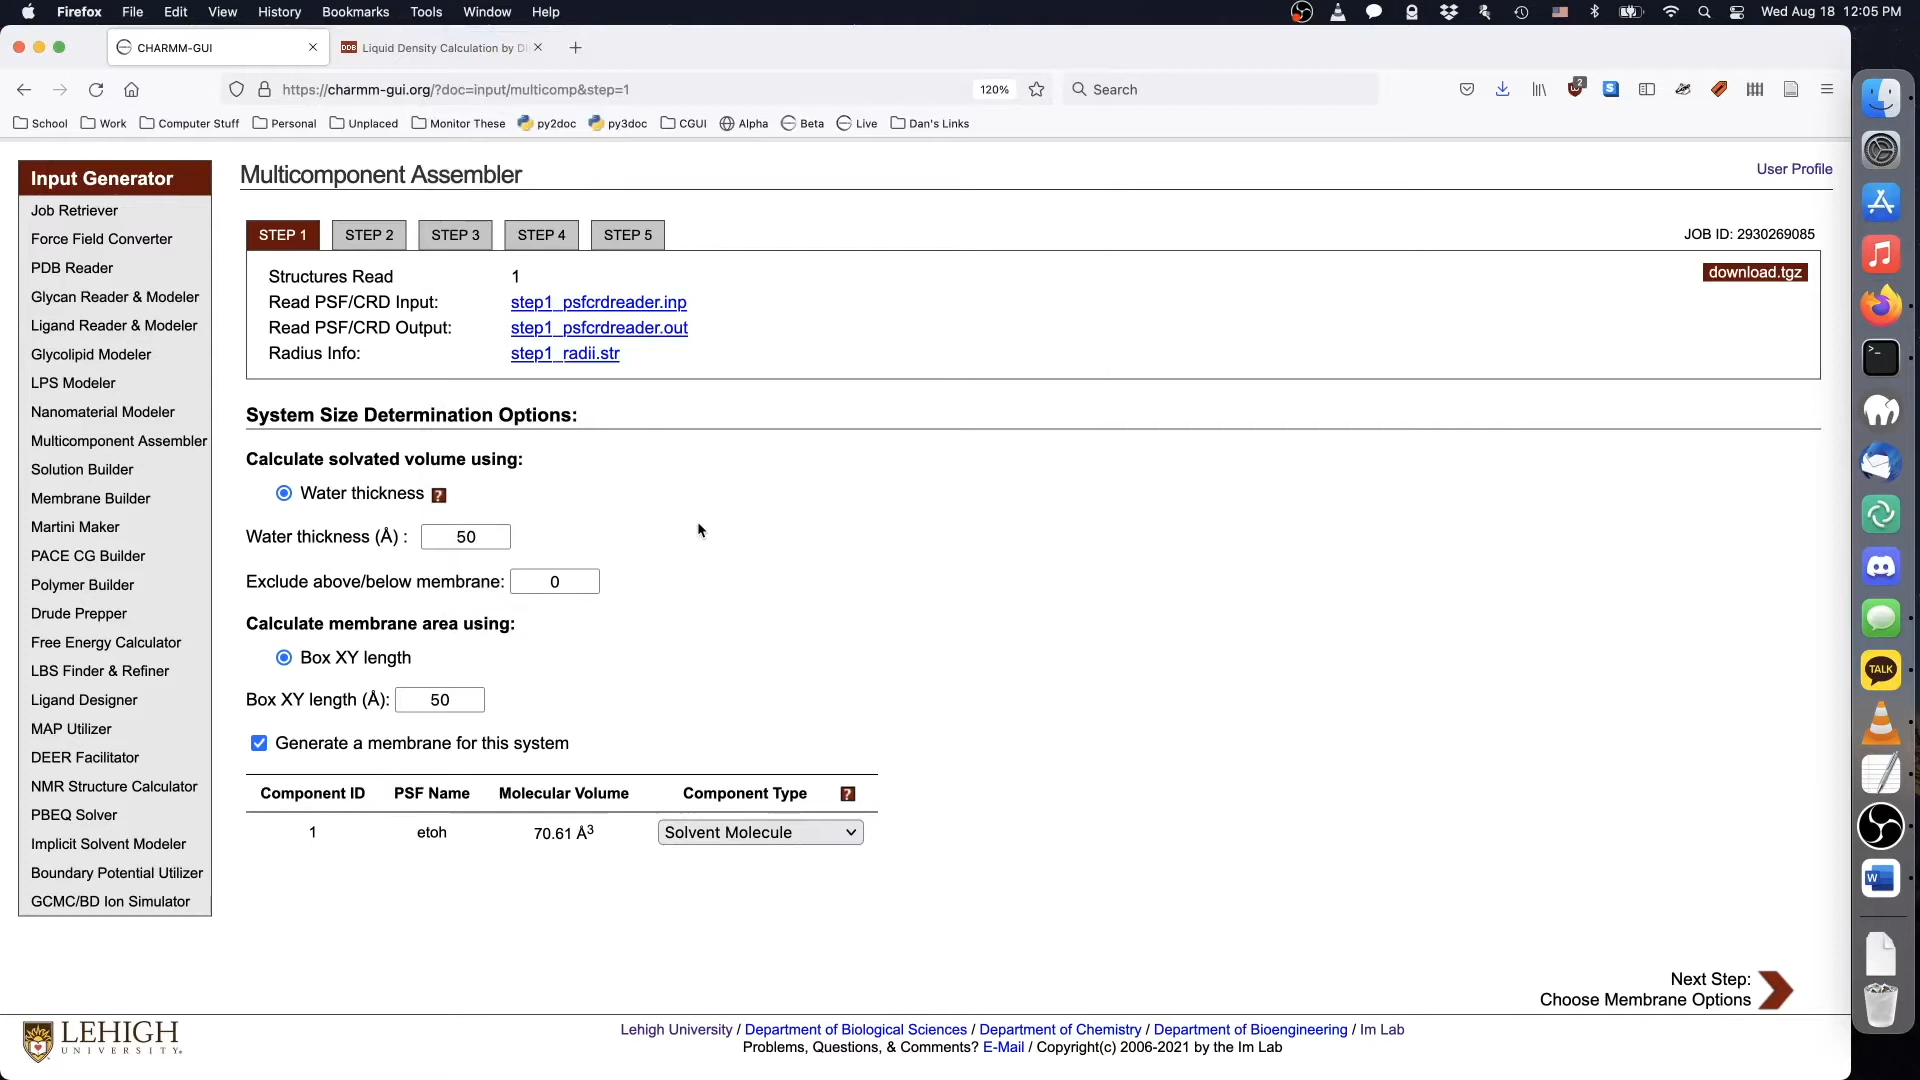 Firefox File Edit View History Bookmarks Tools Window Help
Wed Aug 18 12:05 PM
CHARMM-GUI
DDB Liquid Density Calculation by D
https://charmm-gui.org/?doc=input/multicomp&step=1
120%
Search
2
School Work Computer Stuff Personal Unplaced Monitor These py2doc py3doc CGUI Alpha Beta Live Dan's Links
Input Generator
Job Retriever
Force Field Converter
PDB Reader
Glycan Reader & Modeler
Ligand Reader & Modeler
Glycolipid Modeler
LPS Modeler
Nanomaterial Modeler
Multicomponent Assembler
Solution Builder
Membrane Builder
Martini Maker
PACE CG Builder
Polymer Builder
Drude Prepper
Free Energy Calculator
LBS Finder & Refiner
Ligand Designer
MAP Utilizer
DEER Facilitator
NMR Structure Calculator
PBEQ Solver
Implicit Solvent Modeler
Boundary Potential Utilizer
GCMC/BD Ion Simulator
Multicomponent Assembler
User Profile
STEP 1 STEP 2 STEP 3 STEP 4 STEP 5
JOB ID: 2930269085
download.tgz
Structures Read 1
Read PSF/CRD Input: step1_psfcrdreader.inp
Read PSF/CRD Output: step1_psfcrdreader.out
Radius Info: step1_radii.str
System Size Determination Options:
Calculate solvated volume using:
Water thickness ?
Water thickness (Å) : 50
Exclude above/below membrane: 0
Calculate membrane area using:
Box XY length
Box XY length (Å): 50
Generate a membrane for this system
Component ID PSF Name Molecular Volume Component Type ?
1 etoh 70.61 Å3 Solvent Molecule
Next Step:
Choose Membrane Options
LEHIGH
UNIVERSITY.
Lehigh University / Department of Biological Sciences / Department of Chemistry / Department of Bioengineering / Im Lab
Problems, Questions, & Comments? E-Mail / Copyright(c) 2006-2021 by the Im Lab
TALK
W